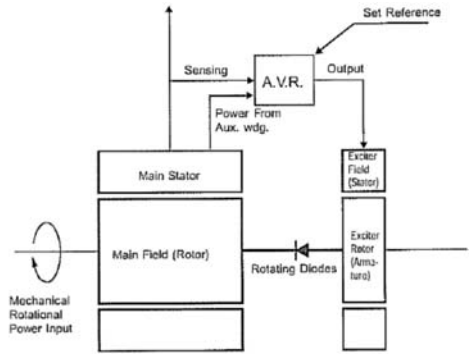 Set Reference
Sensing
A.V.R.
Output
Power From
Aux. wdg.
Main Stator
Exciter
Field
(Stator)
Main Field (Rotor)
Rotating Diodes
Exciter
Rotor
(Arma-
ture)
Mechanical
Rotational
Power Input